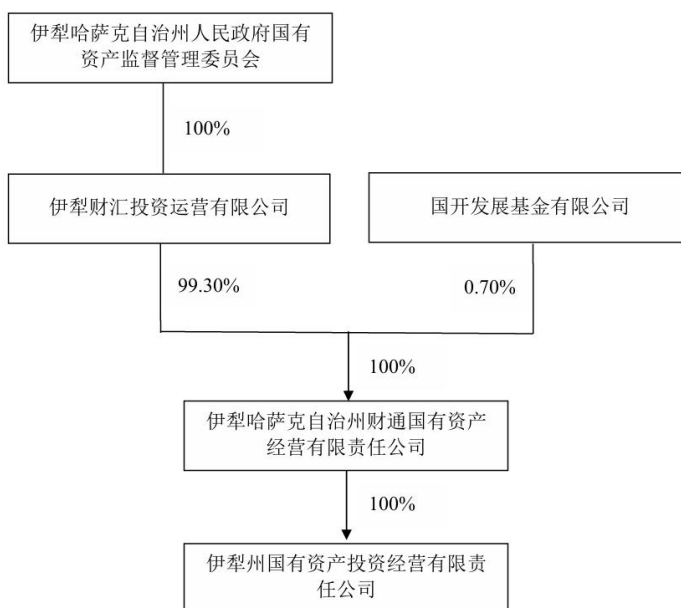 伊犁哈萨克自治州人民政府国有
资产监督管理委员会
100%
伊犁财汇投资运营有限公司
国开发展基金有限公司
99.30%
0.70%
100%
伊犁哈萨克自治州财通国有资产
经营有限责任公司
100%
伊犁州国有资产投资经营有限责
任公司